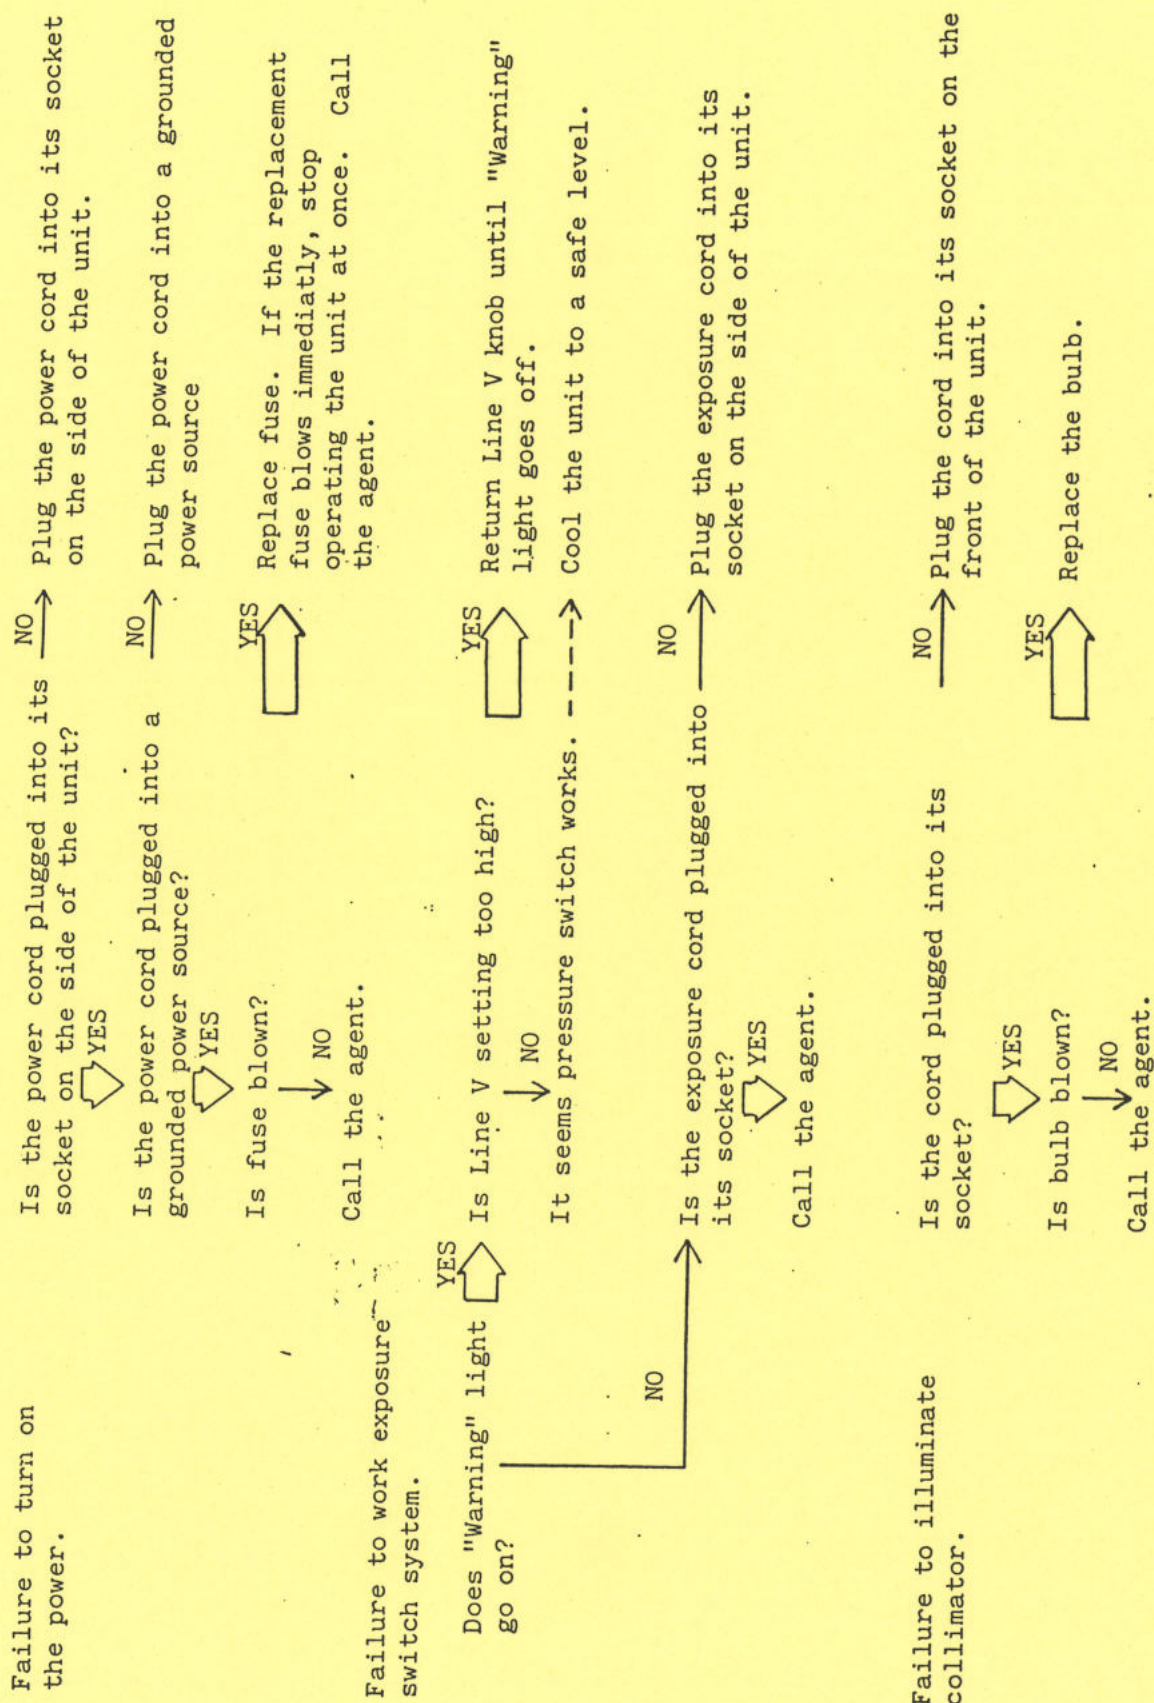 Failure to turn on
the power.
Is the power cord plugged into its
socket on the side of the unit?
NO
Plug the power cord into its socket
on the side of the unit.
YES
Is the power cord plugged into a
grounded power source?
NO
Plug the power cord into a grounded
power source
YES
Is fuse blown?
YES
Replace fuse. If the replacement
fuse blows immediatly, stop
operating the unit at once. Call
the agent.
NO
Call the agent.
Failure to work exposure
switch system.
Does "Warning" light
go on?
YES
Is Line V setting too high?
YES
Return Line V knob until "Warning"
light goes off.
NO
It seems pressure switch works.
Cool the unit to a safe level.
NO
Is the exposure cord plugged into
its socket?
NO
Plug the exposure cord into its
socket on the side of the unit.
YES
Call the agent.
Failure to illuminate
collimator.
Is the cord plugged into its
socket?
NO
Plug the cord into its socket on the
front of the unit.
YES
Is bulb blown?
YES
Replace the bulb.
NO
Call the agent.